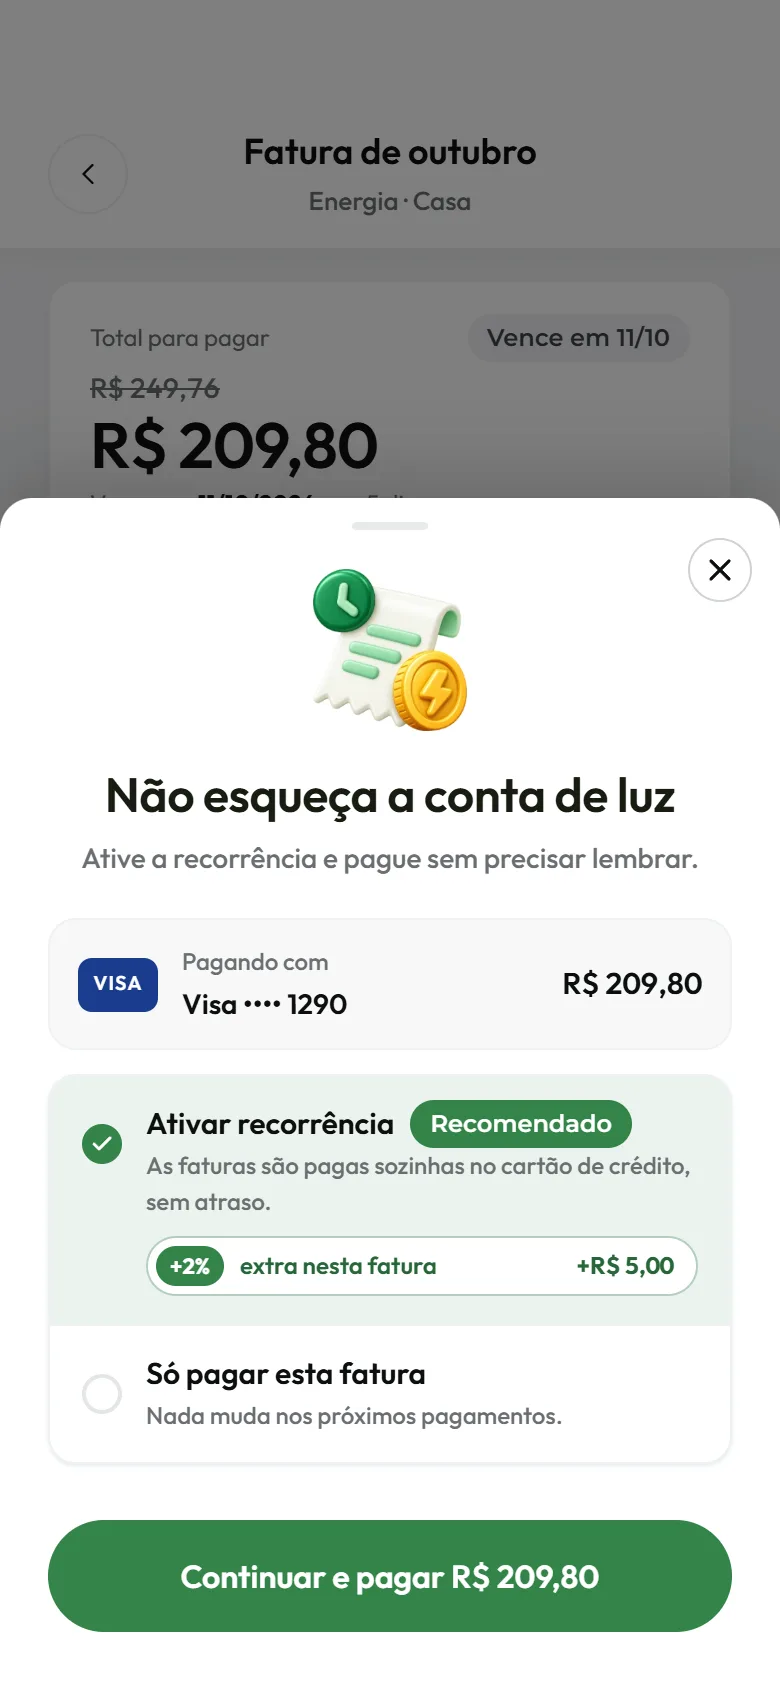 Fatura de outubro
Energia · Casa
Total para pagar
Vence em 11/10
R$ 249,76
R$ 209,80
Não esqueça a conta de luz
Ative a recorrência e pague sem precisar lembrar.
VISA
Pagando com
Visa •••• 1290
R$ 209,80
Ativar recorrência
Recomendado
As faturas são pagas sozinhas no cartão de crédito,
sem atraso.
+2% extra nesta fatura +R$ 5,00
Só pagar esta fatura
Nada muda nos próximos pagamentos.
Continuar e pagar R$ 209,80